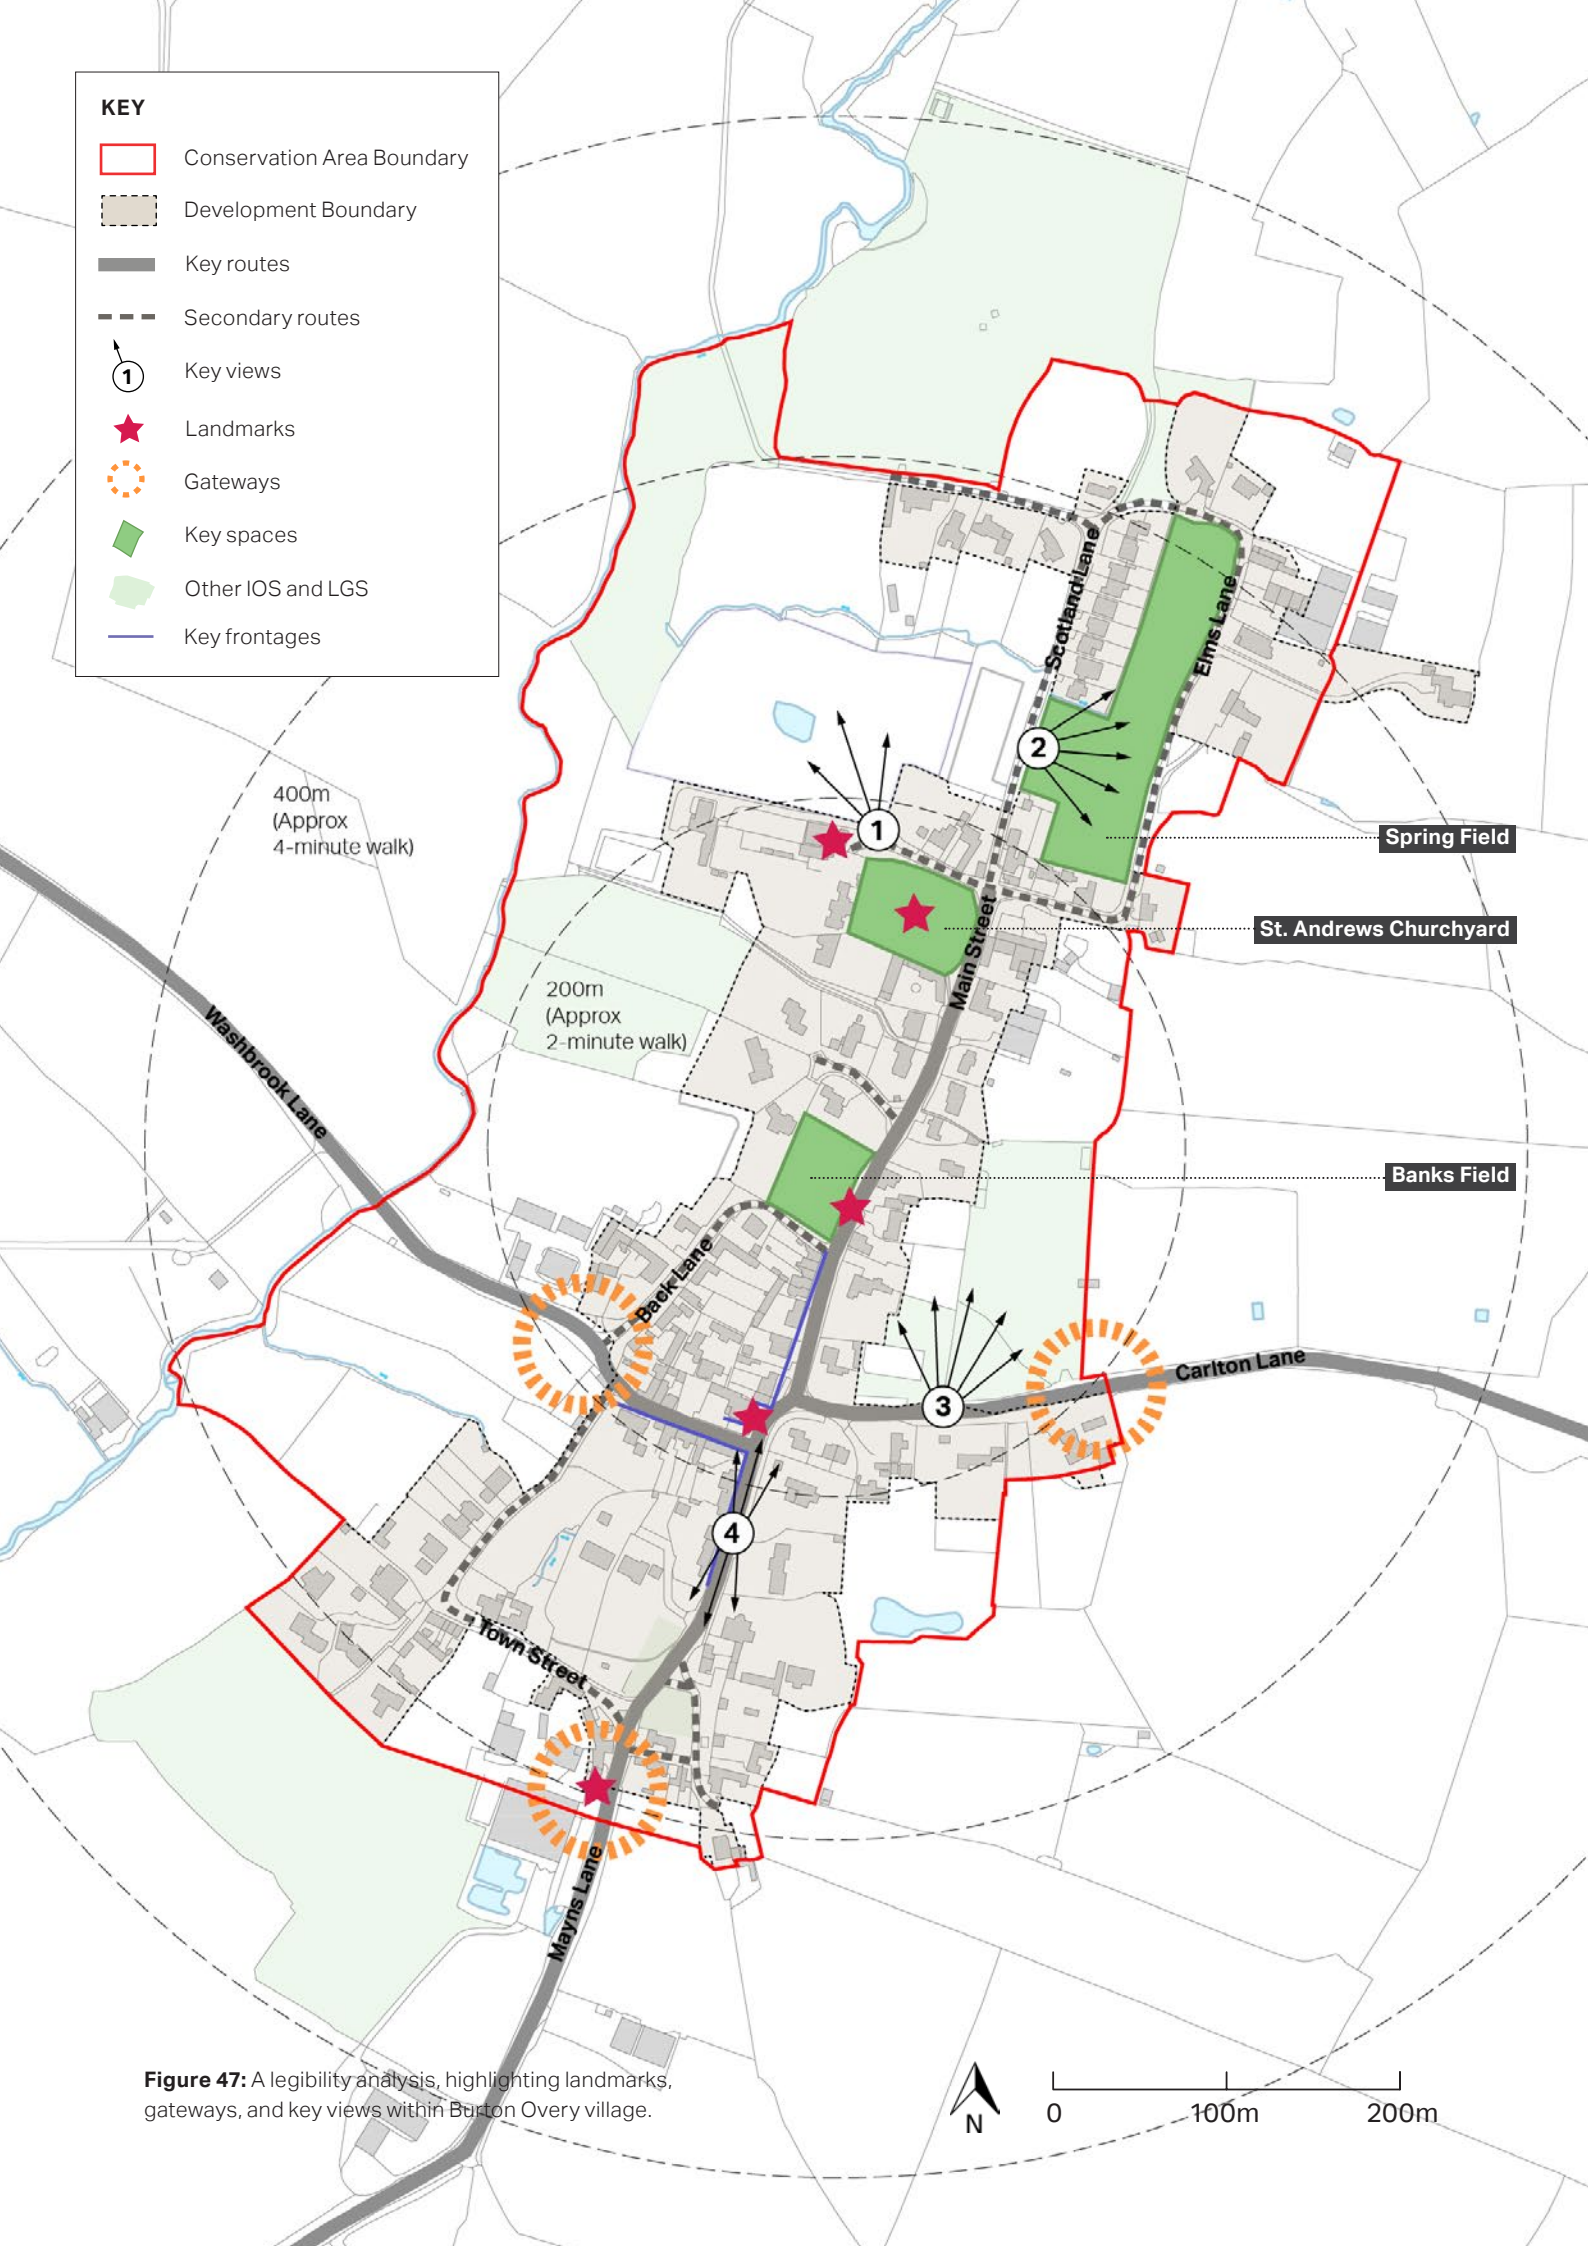 KEY
Conservation Area Boundary
Development Boundary
Key routes
Secondary routes
1
Key views
Landmarks
Gateways
Key spaces
Other IOS and LGS
Key frontages
Scotland Lane
Elms Lane
2
400m
(Approx
4-minute walk)
1
Spring Field
Main Street
St. Andrews Churchyard
200m
(Approx
2-minute walk)
Washbrook Lane
Banks Field
Back Lane
Carlton Lane
3
4
Town Street
Mayns Lane
Figure 47: A legibility analysis, highlighting landmarks,
gateways, and key views within Burton Overy village.
N
0 100m 200m